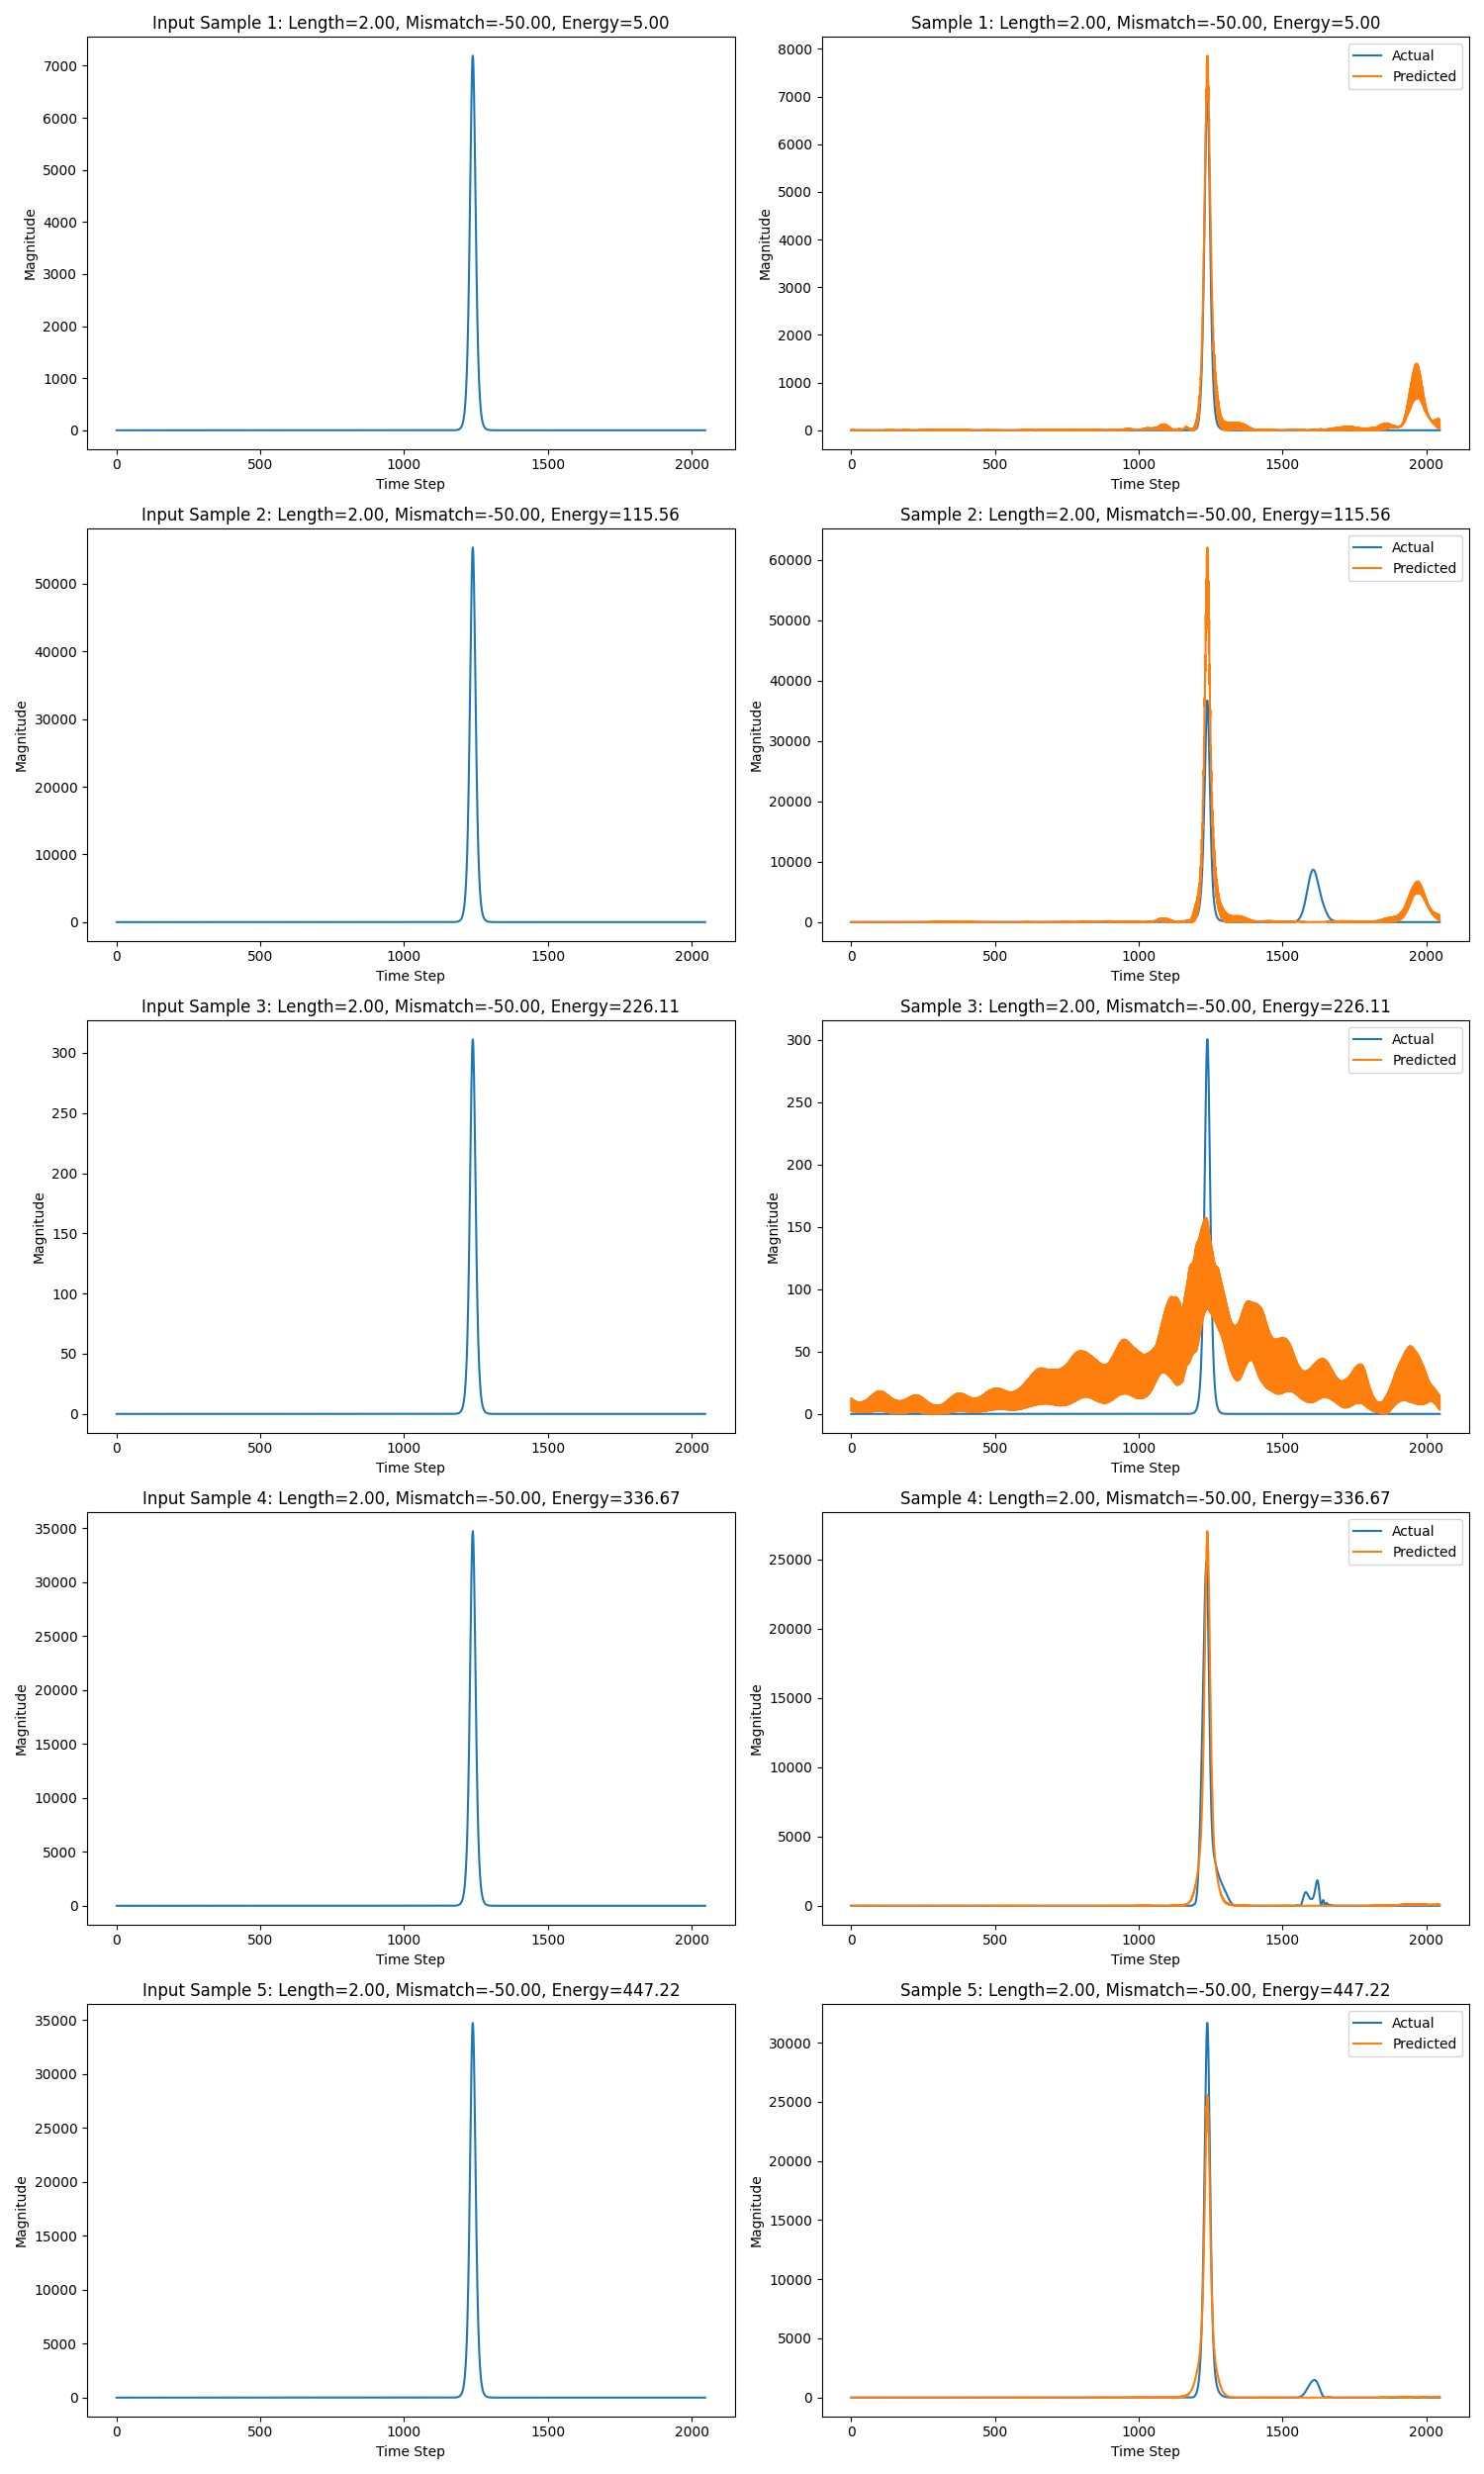 Input Sample 1: Length=2.00, Mismatch=-50.00, Energy=5.00
Magnitude
7000
6000
5000
4000
3000
2000
1000
0
0 500 1000 1500 2000
Time Step
Sample 1: Length=2.00, Mismatch=-50.00, Energy=5.00
Actual
Predicted
Magnitude
8000
7000
6000
5000
4000
3000
2000
1000
0
0 500 1000 1500 2000
Time Step
Input Sample 2: Length=2.00, Mismatch=-50.00, Energy=115.56
Magnitude
50000
40000
30000
20000
10000
0
0 500 1000 1500 2000
Time Step
Sample 2: Length=2.00, Mismatch=-50.00, Energy=115.56
Actual
Predicted
Magnitude
60000
50000
40000
30000
20000
10000
0
0 500 1000 1500 2000
Time Step
Input Sample 3: Length=2.00, Mismatch=-50.00, Energy=226.11
Magnitude
300
250
200
150
100
50
0
0 500 1000 1500 2000
Time Step
Sample 3: Length=2.00, Mismatch=-50.00, Energy=226.11
Actual
Predicted
Magnitude
300
250
200
150
100
50
0
0 500 1000 1500 2000
Time Step
Input Sample 4: Length=2.00, Mismatch=-50.00, Energy=336.67
Magnitude
35000
30000
25000
20000
15000
10000
5000
0
0 500 1000 1500 2000
Time Step
Sample 4: Length=2.00, Mismatch=-50.00, Energy=336.67
Actual
Predicted
Magnitude
25000
20000
15000
10000
5000
0
0 500 1000 1500 2000
Time Step
Input Sample 5: Length=2.00, Mismatch=-50.00, Energy=447.22
Magnitude
35000
30000
25000
20000
15000
10000
5000
0
0 500 1000 1500 2000
Time Step
Sample 5: Length=2.00, Mismatch=-50.00, Energy=447.22
Actual
Predicted
Magnitude
30000
25000
20000
15000
10000
5000
0
0 500 1000 1500 2000
Time Step